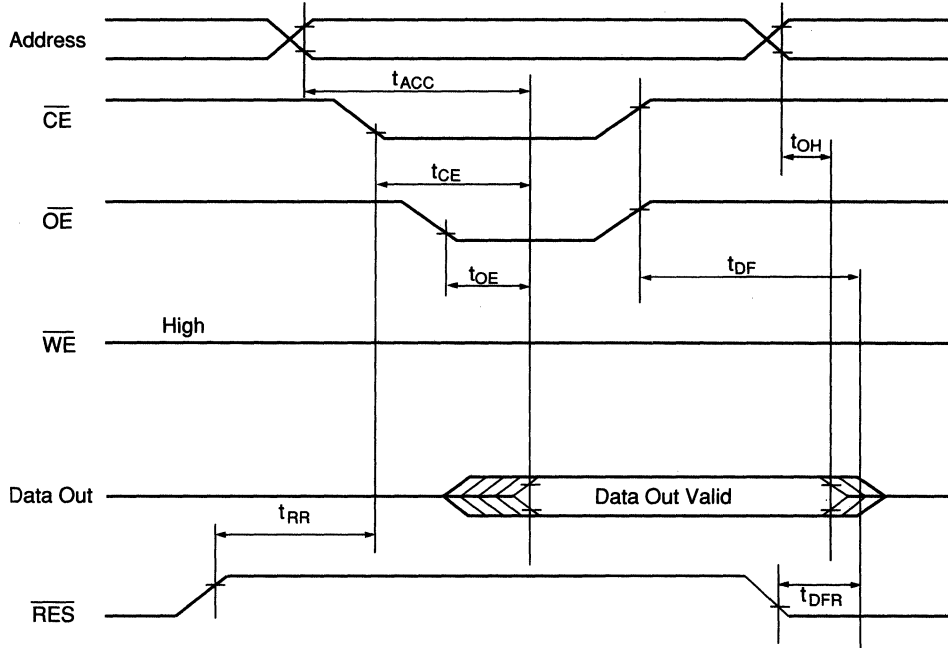 Address
tACC
CE
tOH
tCE
OE
tDF
tOE
High
WE
Data Out
Data Out Valid
tRR
RES
tDFR